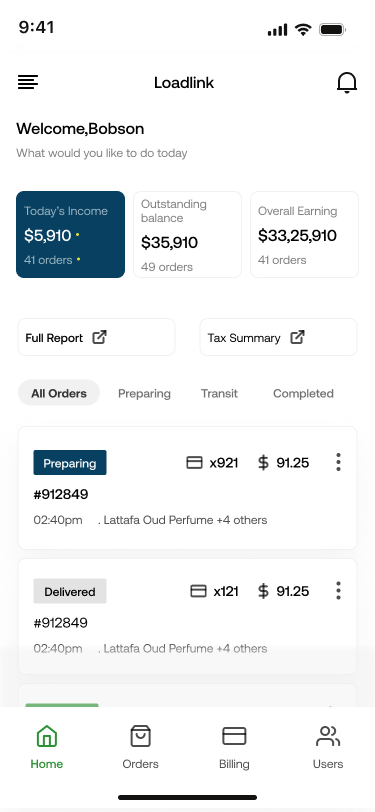 9:41
Loadlink
Welcome,Bobson
What would you like to do today
Today's Income
$5,910
41 orders
Outstanding
balance
$35,910
49 orders
Overall Earning
$33,25,910
41 orders
Full Report
Tax Summary
All Orders Preparing Transit Completed
Preparing x921 $ 91.25
#912849
02:40pm . Lattafa Oud Perfume +4 others
Delivered x121 $ 91.25
#912849
02:40pm . Lattafa Oud Perfume +4 others
Home Orders Billing Users